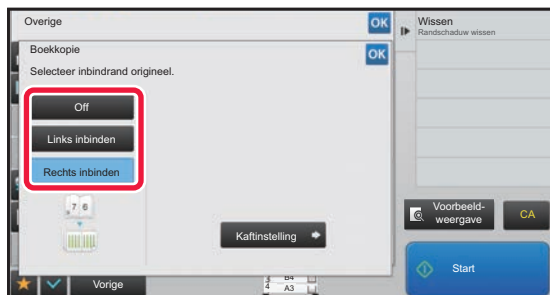 Overige
OK
Wissen
Randschaduw wissen
Boekkopie
OK
Selecteer inbindrand origineel.
Off
Links inbinden
Rechts inbinden
7 6
Kaftinstelling
Voorbeeld-
weergave
CA
Start
Vorige
B4
4 A3